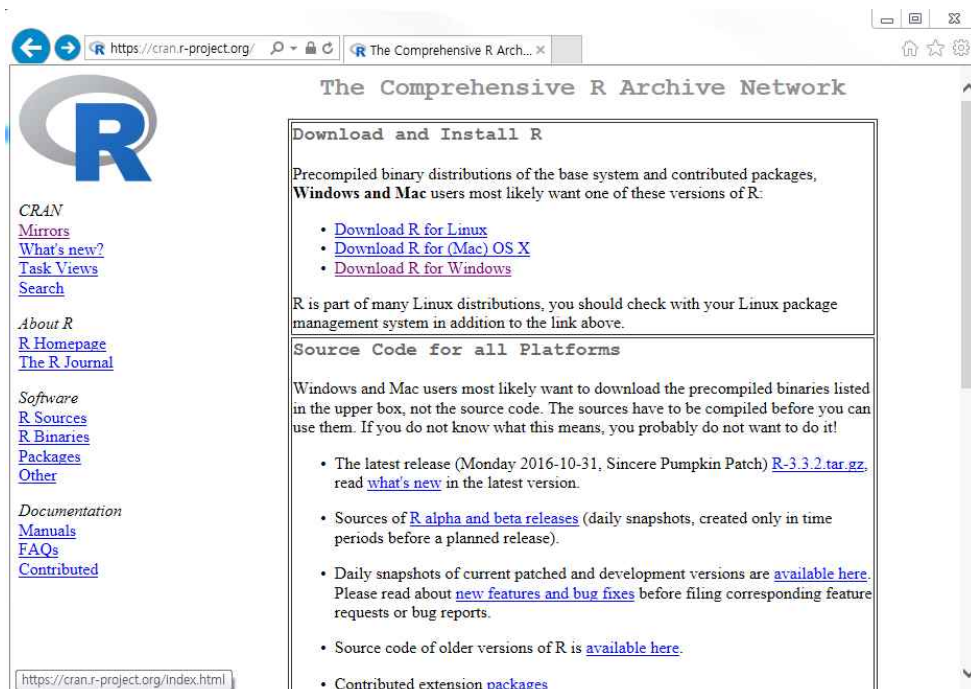 https://cran.r-project.org/
The Comprehensive R Arch...
R
CRAN
Mirrors
What's new?
Task Views
Search
About R
R Homepage
The R Journal
Software
R Sources
R Binaries
Packages
Other
Documentation
Manuals
FAQs
Contributed
The Comprehensive R Archive Network
Download and Install R
Precompiled binary distributions of the base system and contributed packages,
Windows and Mac users most likely want one of these versions of R:
• Download R for Linux
• Download R for (Mac) OS X
• Download R for Windows
R is part of many Linux distributions, you should check with your Linux package
management system in addition to the link above.
Source Code for all Platforms
Windows and Mac users most likely want to download the precompiled binaries listed
in the upper box, not the source code. The sources have to be compiled before you can
use them. If you do not know what this means, you probably do not want to do it!
• The latest release (Monday 2016-10-31, Sincere Pumpkin Patch) R-3.3.2.tar.gz,
read what's new in the latest version.
• Sources of R alpha and beta releases (daily snapshots, created only in time
periods before a planned release).
• Daily snapshots of current patched and development versions are available here.
Please read about new features and bug fixes before filing corresponding feature
requests or bug reports.
• Source code of older versions of R is available here.
• Contributed extension packages
https://cran.r-project.org/index.html